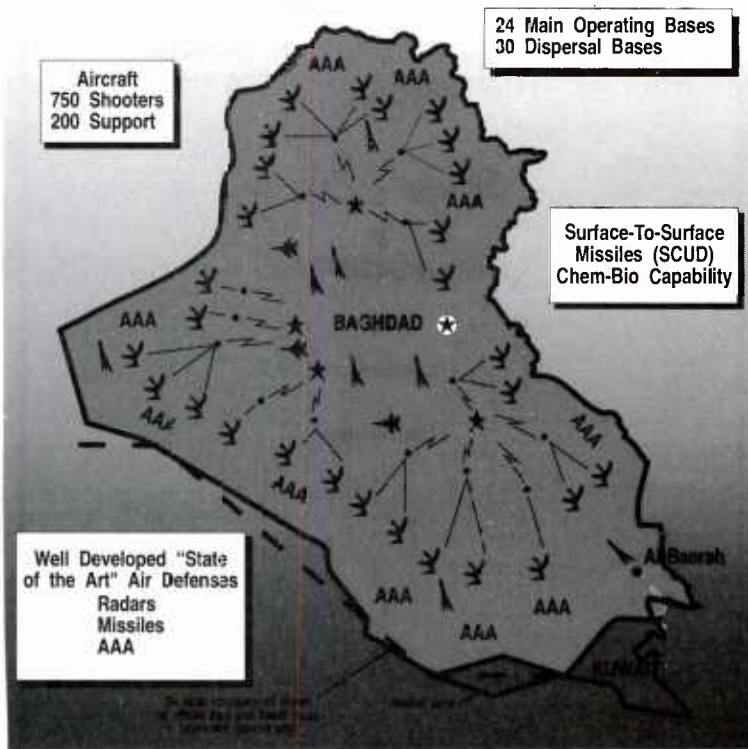 24 Main Operating Bases
30 Dispersal Bases
Aircraft
750 Shooters
200 Support
AAA
AAA
AAA
Surface-To-Surface
Missiles (SCUD)
Chem-Bio Capability
AAA
BAGHDAD
AAA
AAA
AAA
Well Developed "State
of the Art" Air Defenses
Radars
Missiles
AAA
Al Basrah
AAA
AAA
AAA
KUWAIT